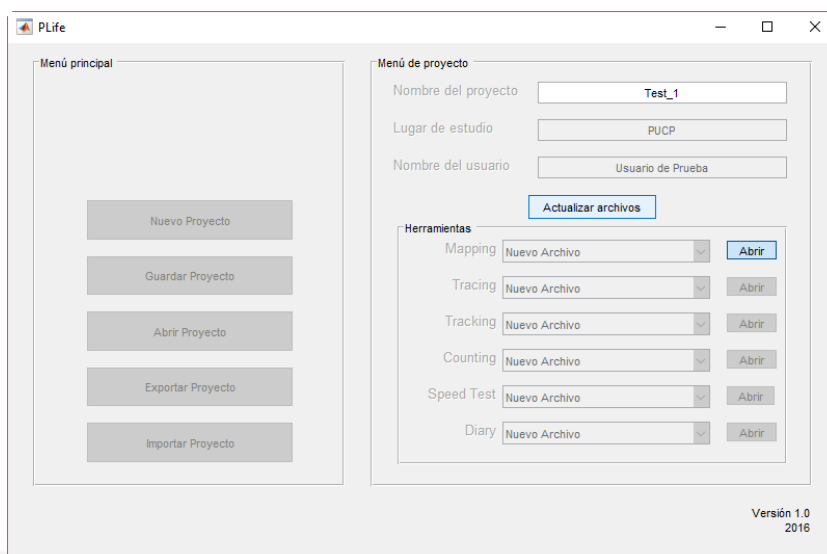 PLife
Menú principal
Nuevo Proyecto
Guardar Proyecto
Abrir Proyecto
Exportar Proyecto
Importar Proyecto
Menú de proyecto
Nombre del proyecto Test_1
Lugar de estudio PUCP
Nombre del usuario Usuario de Prueba
Actualizar archivos
Herramientas
Mapping Nuevo Archivo Abrir
Tracing Nuevo Archivo Abrir
Tracking Nuevo Archivo Abrir
Counting Nuevo Archivo Abrir
Speed Test Nuevo Archivo Abrir
Diary Nuevo Archivo Abrir
Versión 1.0
2016